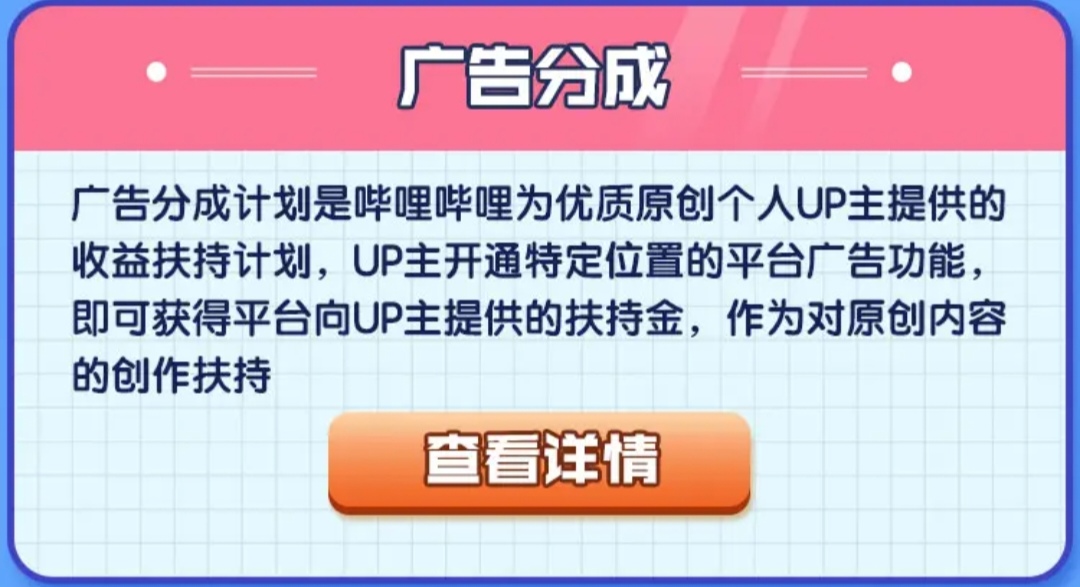 广告分成
广告分成计划是哔哩哔哩为优质原创个人UP主提供的
收益扶持计划，UP主开通特定位置的平台广告功能，
即可获得平台向UP主提供的扶持金，作为对原创内容
的创作扶持
查看详情